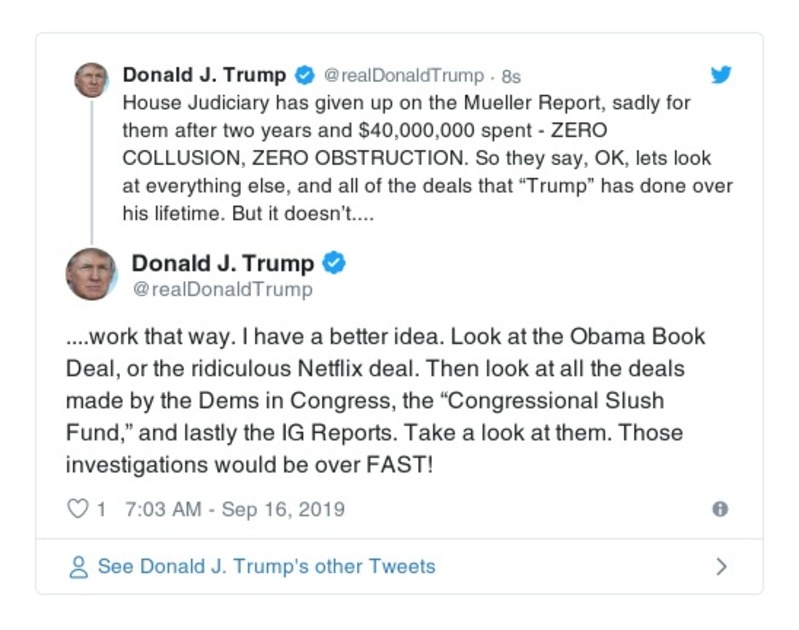 Donald J. Trump @realDonaldTrump · 8s
House Judiciary has given up on the Mueller Report, sadly for
them after two years and $40,000,000 spent - ZERO
COLLUSION, ZERO OBSTRUCTION. So they say, OK, lets look
at everything else, and all of the deals that “Trump” has done over
his lifetime. But it doesn’t....
Donald J. Trump
@realDonaldTrump
....work that way. I have a better idea. Look at the Obama Book
Deal, or the ridiculous Netflix deal. Then look at all the deals
made by the Dems in Congress, the “Congressional Slush
Fund,” and lastly the IG Reports. Take a look at them. Those
investigations would be over FAST!
1 7:03 AM - Sep 16, 2019
See Donald J. Trump's other Tweets